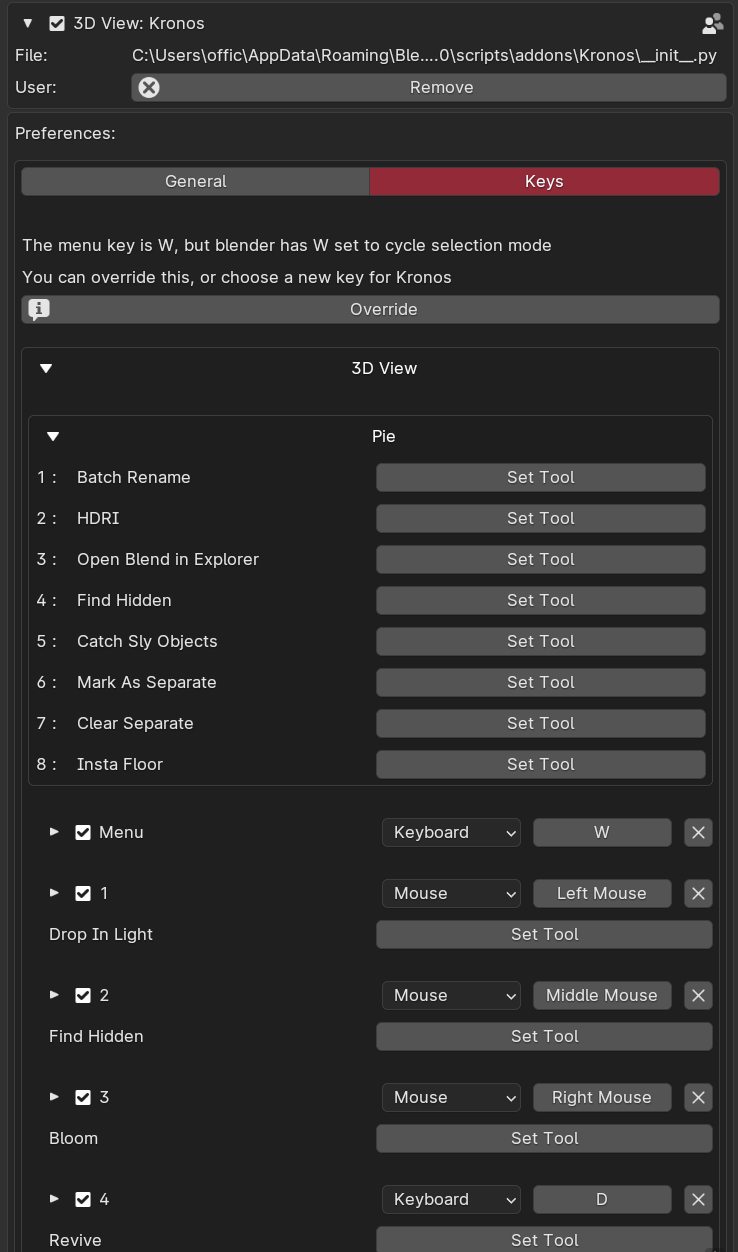 3D View: Kronos
File: C:\Users\offic\AppData\Roaming\Ble....0\scripts\addons\Kronos\__init__.py
User: Remove
Preferences:
General Keys
The menu key is W, but blender has W set to cycle selection mode
You can override this, or choose a new key for Kronos
Override
3D View
Pie
1 : Batch Rename Set Tool
2 : HDRI Set Tool
3 : Open Blend in Explorer Set Tool
4 : Find Hidden Set Tool
5 : Catch Sly Objects Set Tool
6 : Mark As Separate Set Tool
7 : Clear Separate Set Tool
8 : Insta Floor Set Tool
Menu Keyboard W
1 Mouse Left Mouse
Drop In Light Set Tool
2 Mouse Middle Mouse
Find Hidden Set Tool
3 Mouse Right Mouse
Bloom Set Tool
4 Keyboard D
Revive Set Tool